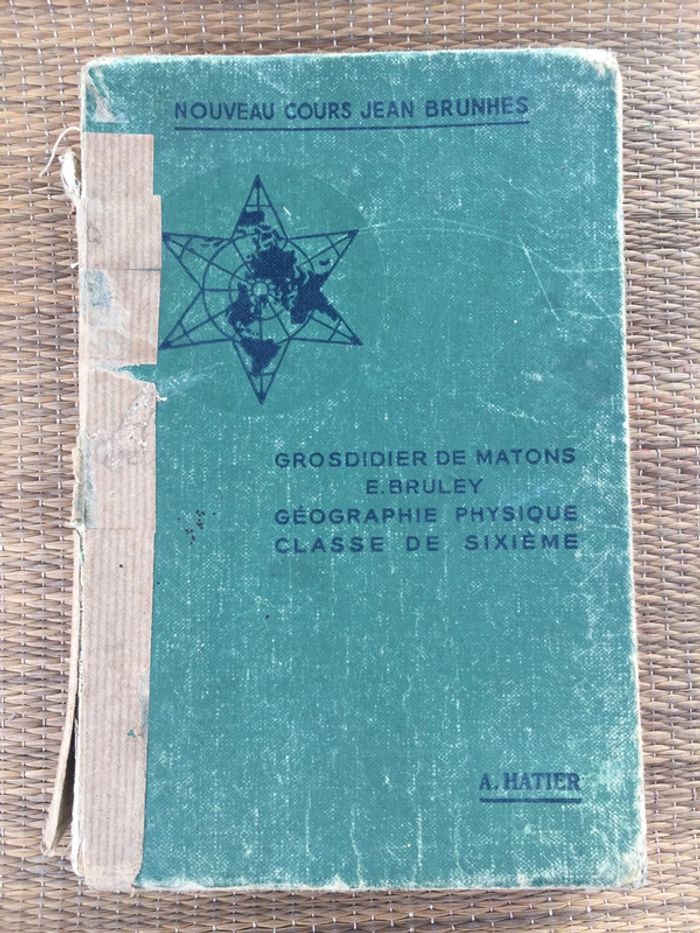 NOUVEAU COURS JEAN BRUNHES
GROSDIDIER DE MATONS
E. BRULEY
GÉOGRAPHIE PHYSIQUE
CLASSE DE SIXIÈME
A. HATIER